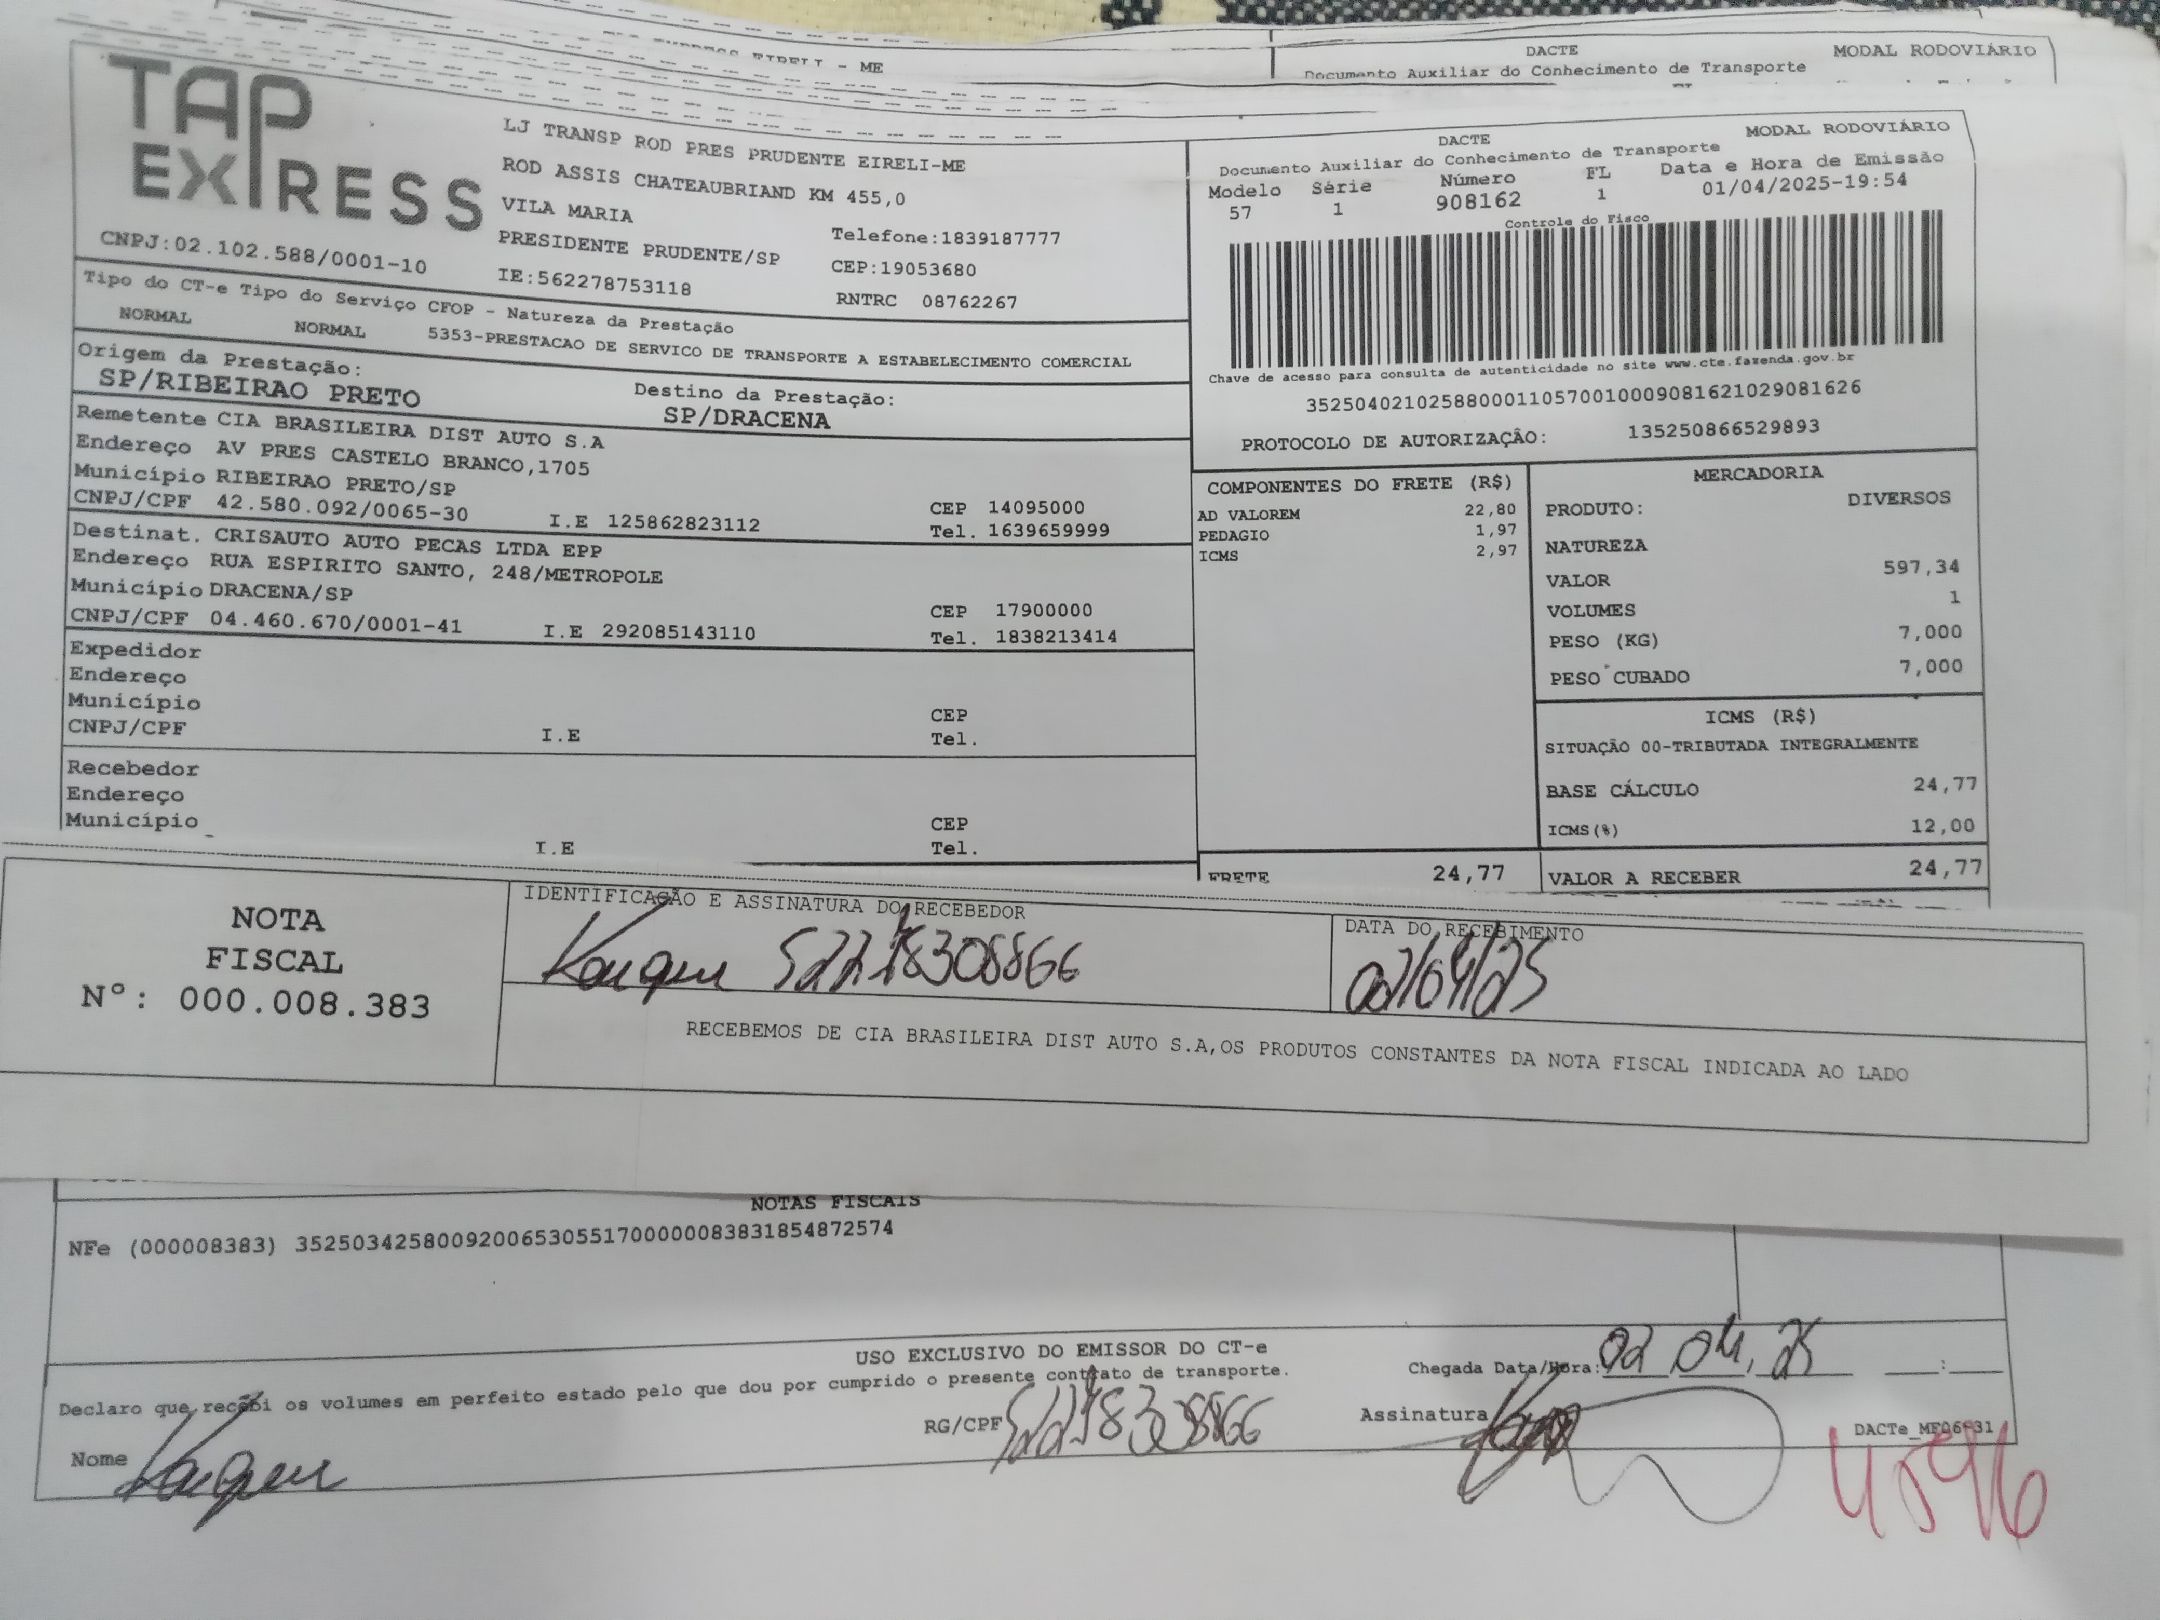 DACTE MODAL RODOVIÁRIO
Documento Auxiliar do Conhecimento de Transporte
TAP EXPRESS
CNPJ:02.102.588/0001-10
LJ TRANSP ROD PRES PRUDENTE EIRELI-ME
ROD ASSIS CHATEAUBRIAND KM 455,0
VILA MARIA
Telefone:1839187777
PRESIDENTE PRUDENTE/SP CEP:19053680
IE:562278753118 RNTRC 08762267
DACTE MODAL RODOVIÁRIO
Documento Auxiliar do Conhecimento de Transporte
Modelo Série Número FL Data e Hora de Emissão
57 1 908162 1 01/04/2025-19:54
Controle do Fisco
Chave de acesso para consulta de autenticidade no site www.cte.fazenda.gov.br
35250402102588000110570010009081621029081626
PROTOCOLO DE AUTORIZAÇÃO: 135250866529893
Tipo do CT-e Tipo do Serviço CFOP - Natureza da Prestação
NORMAL NORMAL 5353-PRESTACAO DE SERVICO DE TRANSPORTE A ESTABELECIMENTO COMERCIAL
Origem da Prestação: Destino da Prestação:
SP/RIBEIRAO PRETO SP/DRACENA
Remetente CIA BRASILEIRA DIST AUTO S.A
Endereço AV PRES CASTELO BRANCO,1705
Município RIBEIRAO PRETO/SP CEP 14095000
CNPJ/CPF 42.580.092/0065-30 I.E 125862823112 Tel. 1639659999
Destinat. CRISAUTO AUTO PECAS LTDA EPP
Endereço RUA ESPIRITO SANTO, 248/METROPOLE
Município DRACENA/SP CEP 17900000
CNPJ/CPF 04.460.670/0001-41 I.E 292085143110 Tel. 1838213414
Expedidor
Endereço
Município CEP
CNPJ/CPF I.E Tel.
Recebedor
Endereço
Município CEP
I.E Tel.
COMPONENTES DO FRETE (R$)
AD VALOREM 22,80
PEDAGIO 1,97
ICMS 2,97
FRETE 24,77
MERCADORIA
PRODUTO: DIVERSOS
NATUREZA
VALOR 597,34
VOLUMES 1
PESO (KG) 7,000
PESO CUBADO 7,000
ICMS (R$)
SITUAÇÃO 00-TRIBUTADA INTEGRALMENTE
BASE CÁLCULO 24,77
ICMS(%) 12,00
VALOR A RECEBER 24,77
NOTA
FISCAL
Nº: 000.008.383
IDENTIFICAÇÃO E ASSINATURA DO RECEBEDOR
DATA DO RECEBIMENTO
02/04/25
RECEBEMOS DE CIA BRASILEIRA DIST AUTO S.A,OS PRODUTOS CONSTANTES DA NOTA FISCAL INDICADA AO LADO
NOTAS FISCAIS
NFe (000008383) 35250342580092006530551700000083831854872574
USO EXCLUSIVO DO EMISSOR DO CT-e
Declaro que recebi os volumes em perfeito estado pelo que dou por cumprido o presente contrato de transporte.
Chegada Data/Hora: 02 04 25 :
Nome
RG/CPF
Assinatura